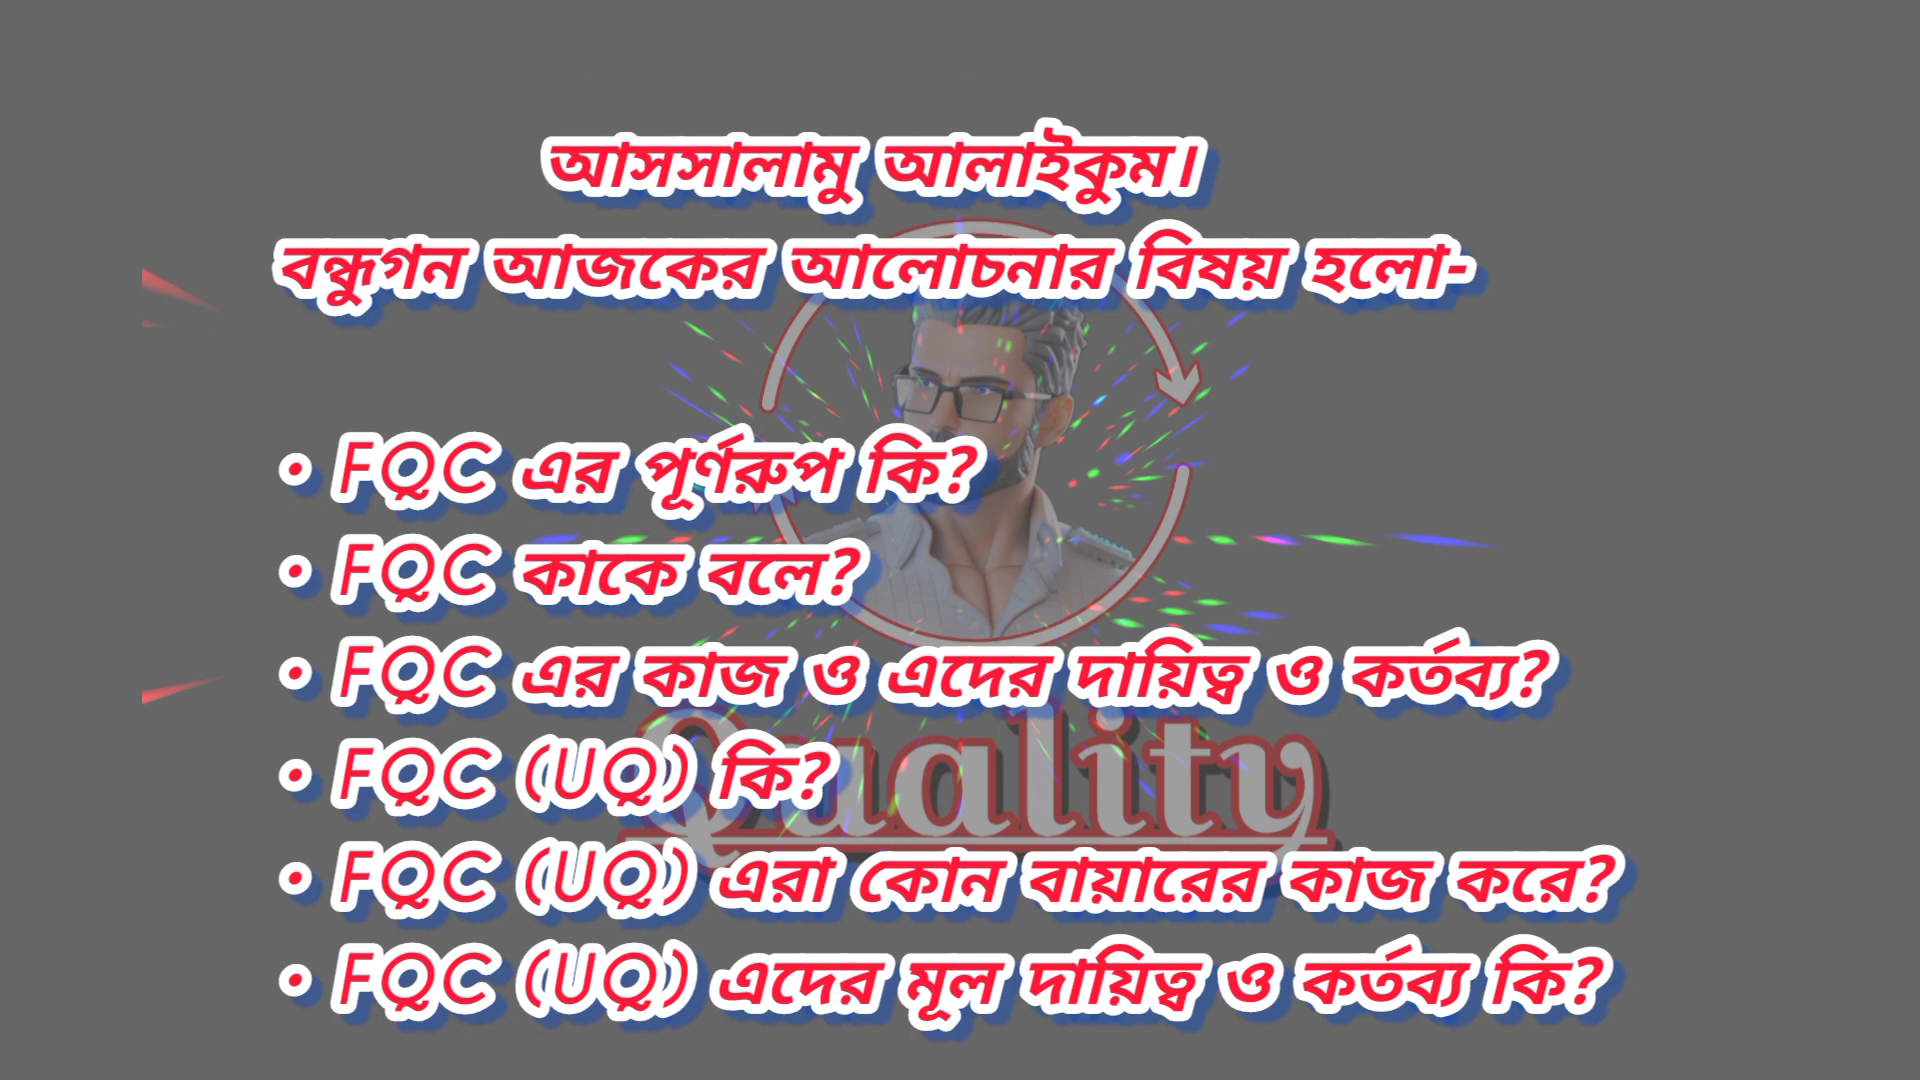 আসসালামু আলাইকুম।
বন্ধুগন আজকের আলোচনার বিষয় হলো-
• FQC এর পূর্ণরুপ কি?
• FQC কাকে বলে?
• FQC এর কাজ ও এদের দায়িত্ব ও কর্তব্য?
• FQC (UQ) কি?
• FQC (UQ) এরা কোন বায়ারের কাজ করে?
• FQC (UQ) এদের মূল দায়িত্ব ও কর্তব্য কি?
Quality